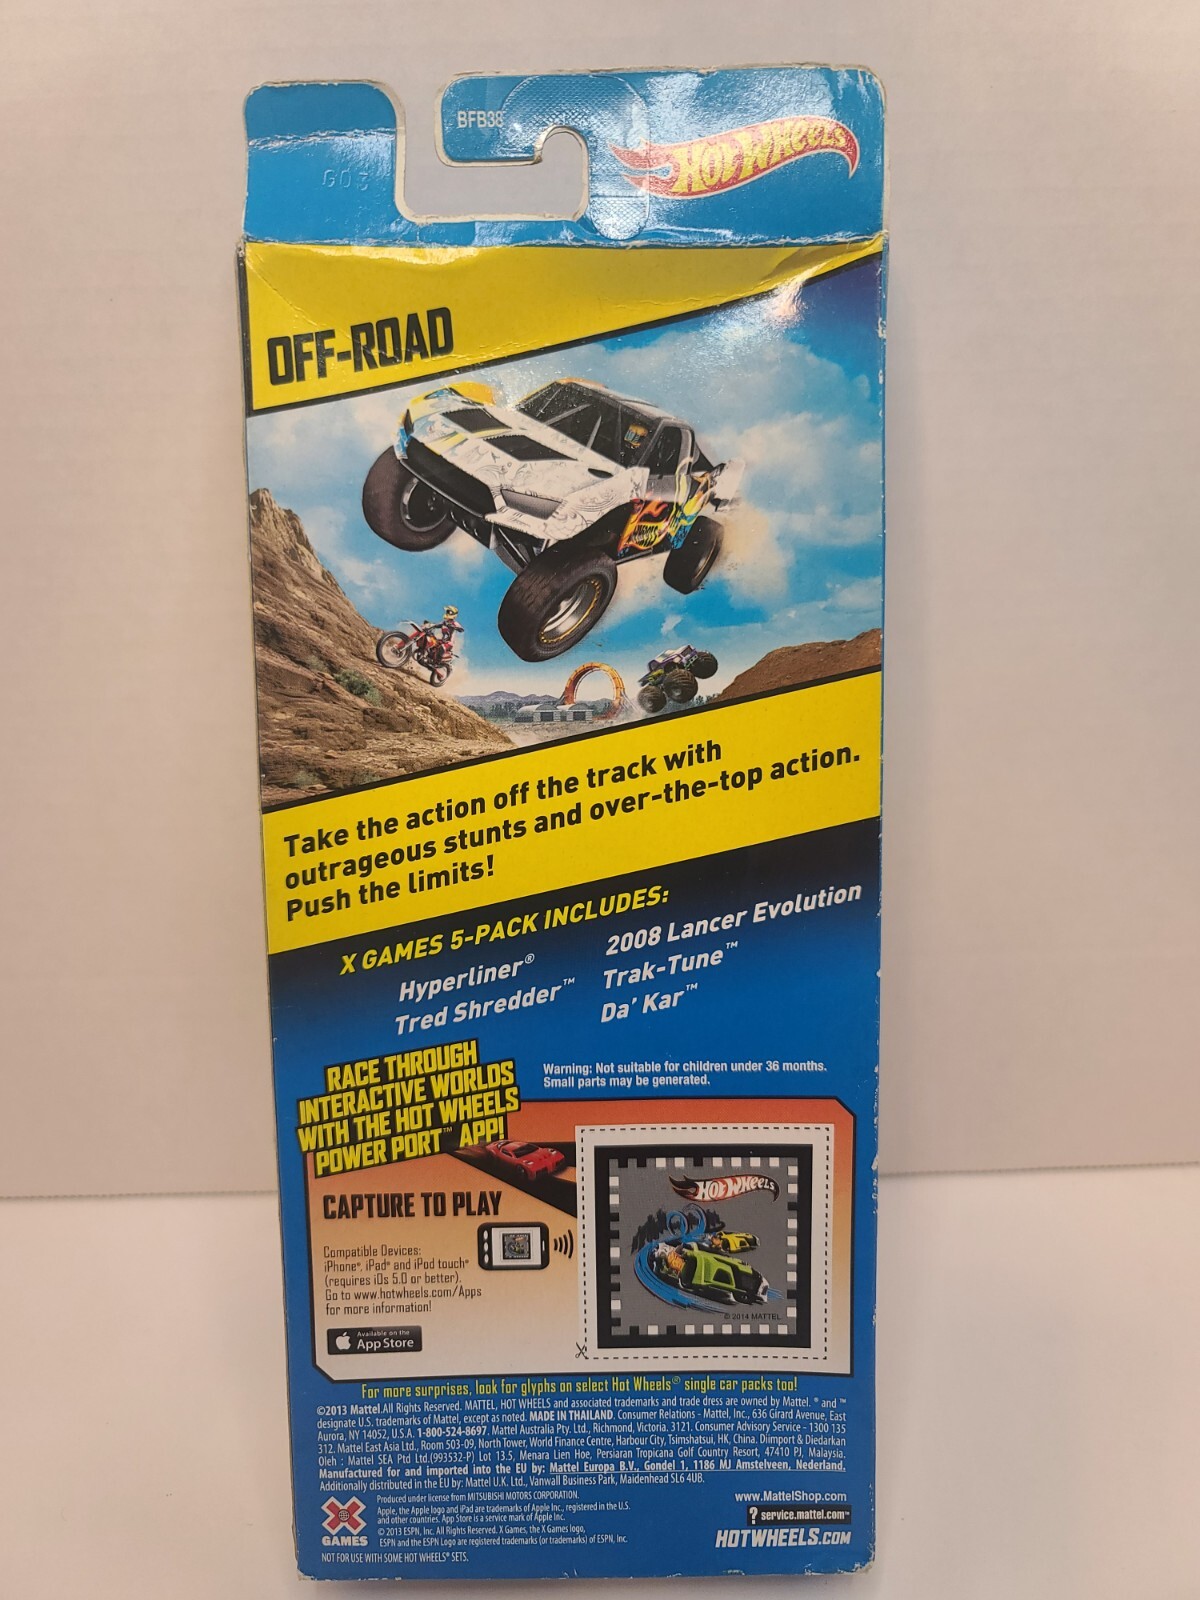 BFB38
HOT WHEELS
G03
OFF-ROAD
Take the action off the track with
outrageous stunts and over-the-top action.
Push the limits!
X GAMES 5-PACK INCLUDES:
Hyperliner®
Tred Shredder™
2008 Lancer Evolution
Trak-Tune™
Da' Kar™
RACE THROUGH
INTERACTIVE WORLDS
WITH THE HOT WHEELS
POWER PORT™ APP!
Warning: Not suitable for children under 36 months.
Small parts may be generated.
CAPTURE TO PLAY
Compatible Devices:
iPhone®, iPad® and iPod touch®
(requires iOs 5.0 or better).
Go to www.hotwheels.com/Apps
for more information!
Available on the
App Store
HOT WHEELS
© 2014 MATTEL
For more surprises, look for glyphs on select Hot Wheels® single car packs too!
©2013 Mattel.All Rights Reserved. MATTEL, HOT WHEELS and associated trademarks and trade dress are owned by Mattel. ® and ™
designate U.S. trademarks of Mattel, except as noted. MADE IN THAILAND. Consumer Relations - Mattel, Inc., 636 Girard Avenue, East
Aurora, NY 14052, U.S.A. 1-800-524-8697. Mattel Australia Pty. Ltd., Richmond, Victoria. 3121. Consumer Advisory Service - 1300 135
312. Mattel East Asia Ltd., Room 503-09, North Tower, World Finance Centre, Harbour City, Tsimshatsui, HK, China. Diimport & Diedarkan
Oleh : Mattel SEA Ptd Ltd.(993532-P) Lot 13.5, Menara Lien Hoe, Persiaran Tropicana Golf Country Resort, 47410 PJ, Malaysia.
Manufactured for and imported into the EU by: Mattel Europa B.V., Gondel 1, 1186 MJ Amstelveen, Nederland.
Additionally distributed in the EU by: Mattel U.K. Ltd., Vanwall Business Park, Maidenhead SL6 4UB.
X
GAMES
Produced under license from MITSUBISHI MOTORS CORPORATION.
Apple, the Apple logo and iPad are trademarks of Apple Inc., registered in the U.S.
and other countries. App Store is a service mark of Apple Inc.
© 2013 ESPN, Inc. All Rights Reserved. X Games, the X Games logo,
ESPN and the ESPN Logo are registered trademarks (or trademarks) of ESPN, Inc.
NOT FOR USE WITH SOME HOT WHEELS® SETS.
www.MattelShop.com
? service.mattel.com™
HOTWHEELS.COM